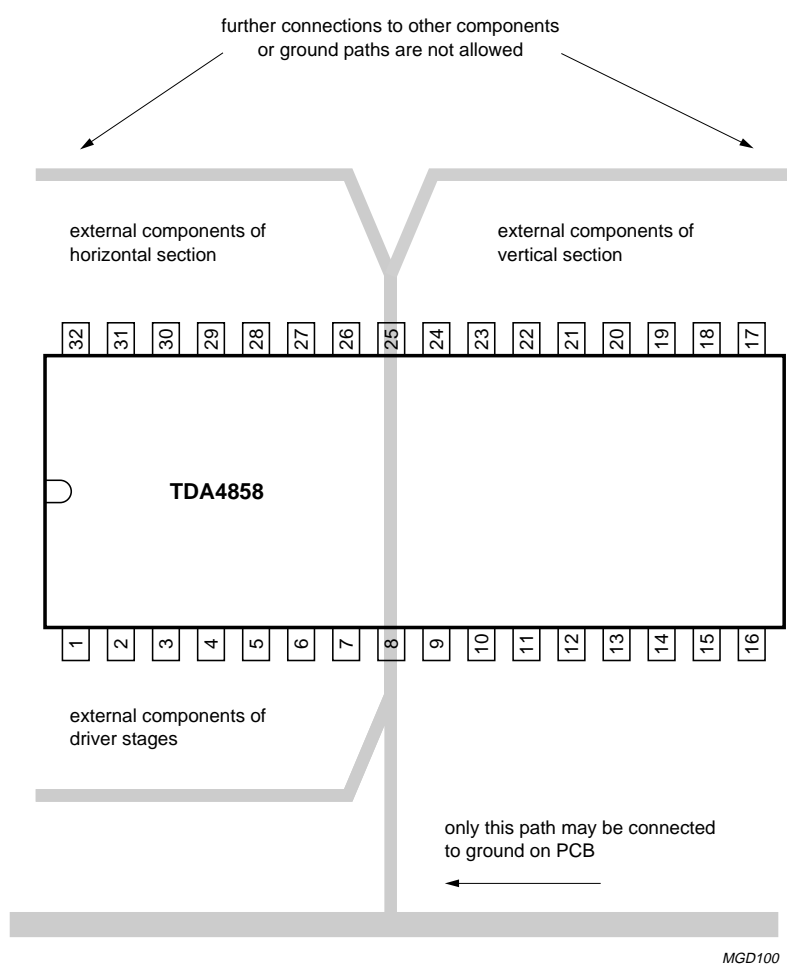 further connections to other components
or ground paths are not allowed
external components of
horizontal section
external components of
vertical section
32 31 30 29 28 27 26 25 24 23 22 21 20 19 18 17
TDA4858
1 2 3 4 5 6 7 8 9 10 11 12 13 14 15 16
external components of
driver stages
only this path may be connected
to ground on PCB
MGD100